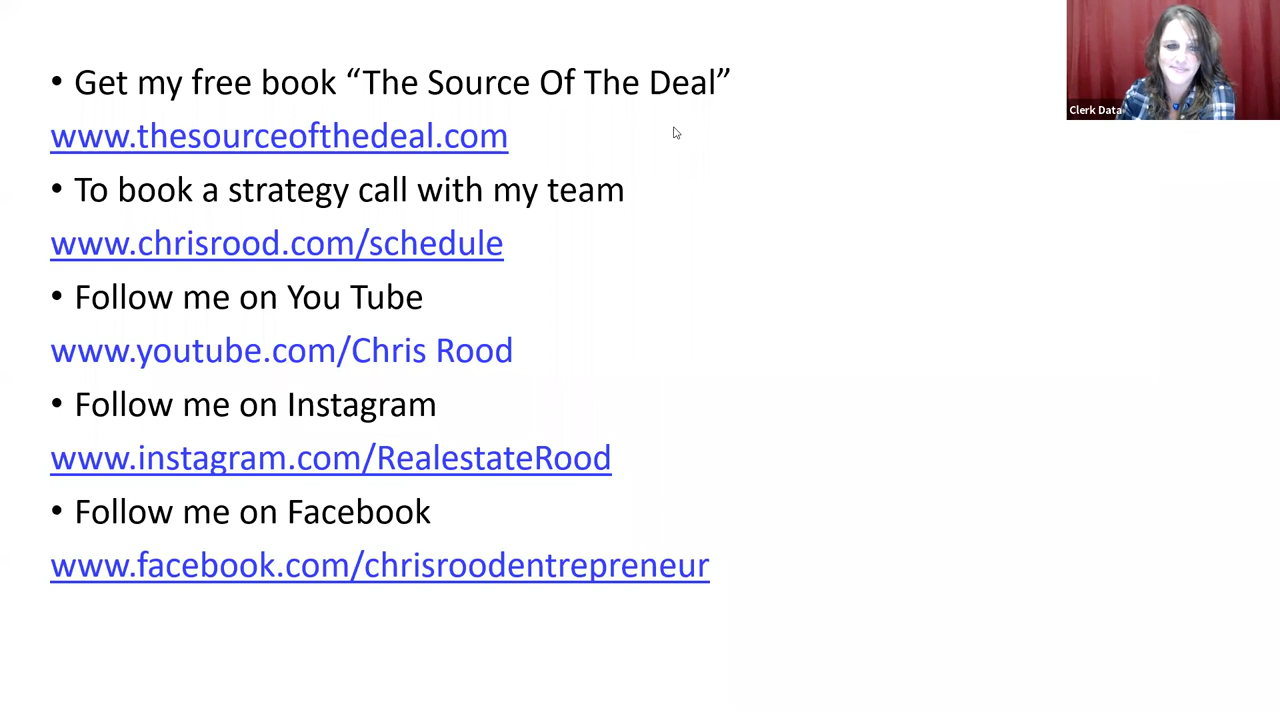 • Get my free book “The Source Of The Deal”
www.thesourceofthedeal.com
• To book a strategy call with my team
www.chrisrood.com/schedule
• Follow me on You Tube
www.youtube.com/Chris Rood
• Follow me on Instagram
www.instagram.com/RealestateRood
• Follow me on Facebook
www.facebook.com/chrisroodentrepreneur
Clerk Data